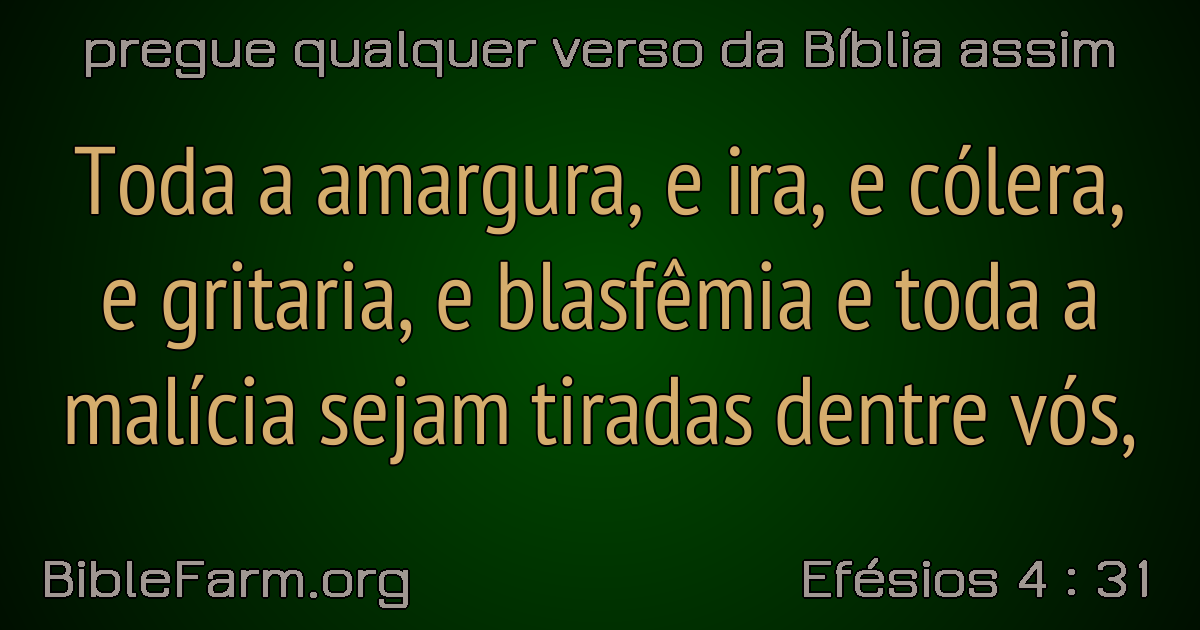 pregue qualquer verso da Bíblia assim
Toda a amargura, e ira, e cólera,
e gritaria, e blasfêmia e toda a
malícia sejam tiradas dentre vós,
BibleFarm.org
Efésios 4 : 31